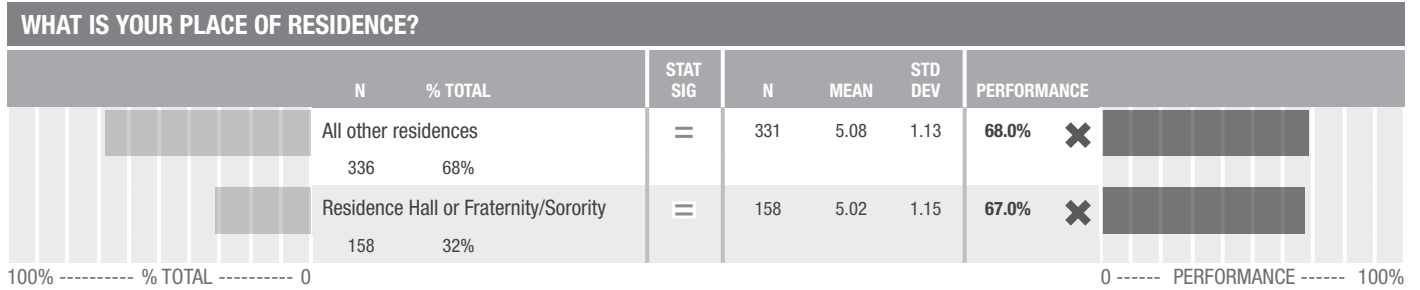 WHAT IS YOUR PLACE OF RESIDENCE?
N % TOTAL STAT SIG N MEAN STD DEV PERFORMANCE
All other residences = 331 5.08 1.13 68.0% ✖
336 68%
Residence Hall or Fraternity/Sorority = 158 5.02 1.15 67.0% ✖
158 32%
100% ---------- % TOTAL ---------- 0 0 ------ PERFORMANCE ------ 100%